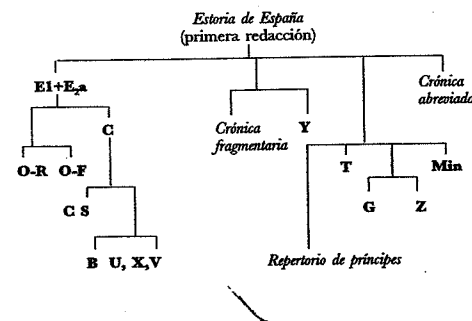 Estoria de España
(primera redacción)
E1+E₂a
Crónica
abreviada
C
Crónica
fragmentaria
Y
O-R O-F
T
Min
C S
G Z
B U, X,V
Repertorio de príncipes